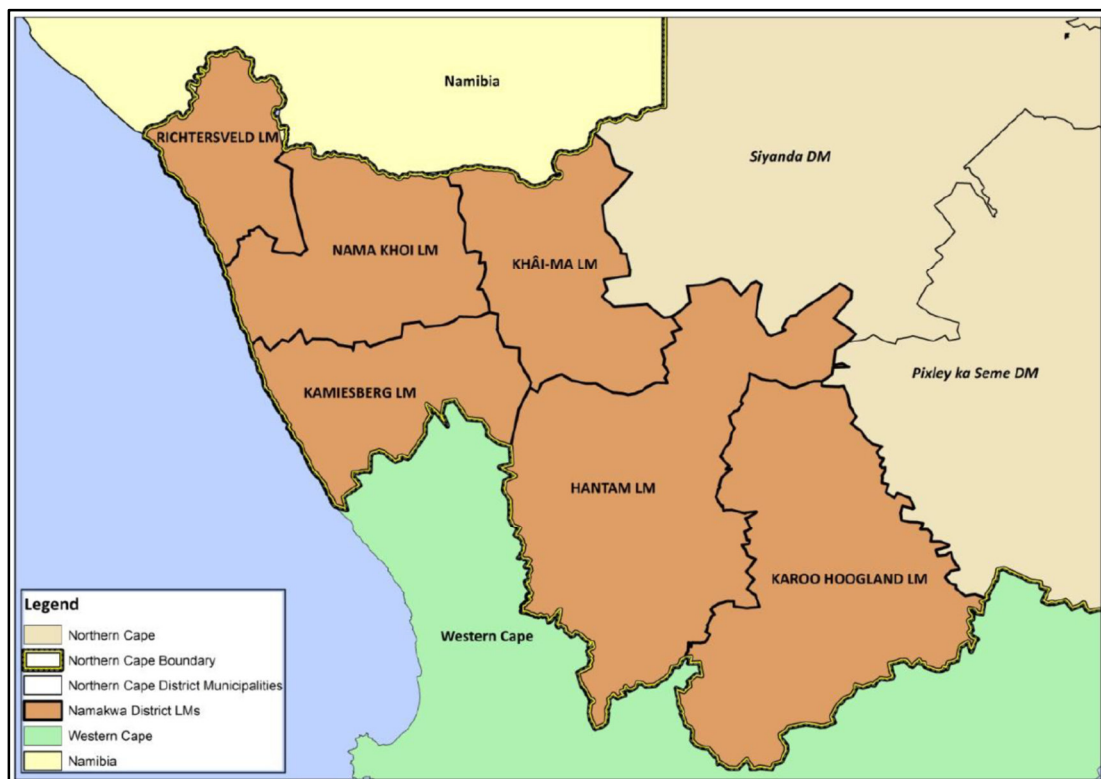 Namibia
RICHTERSVELD LM
Siyanda DM
NAMA KHOI LM
KHÂI-MA LM
Pixley ka Seme DM
KAMIESBERG LM
HANTAM LM
KAROO HOOGLAND LM
Western Cape
Legend
Northern Cape
Northern Cape Boundary
Northern Cape District Municipalities
Namakwa District LMs
Western Cape
Namibia